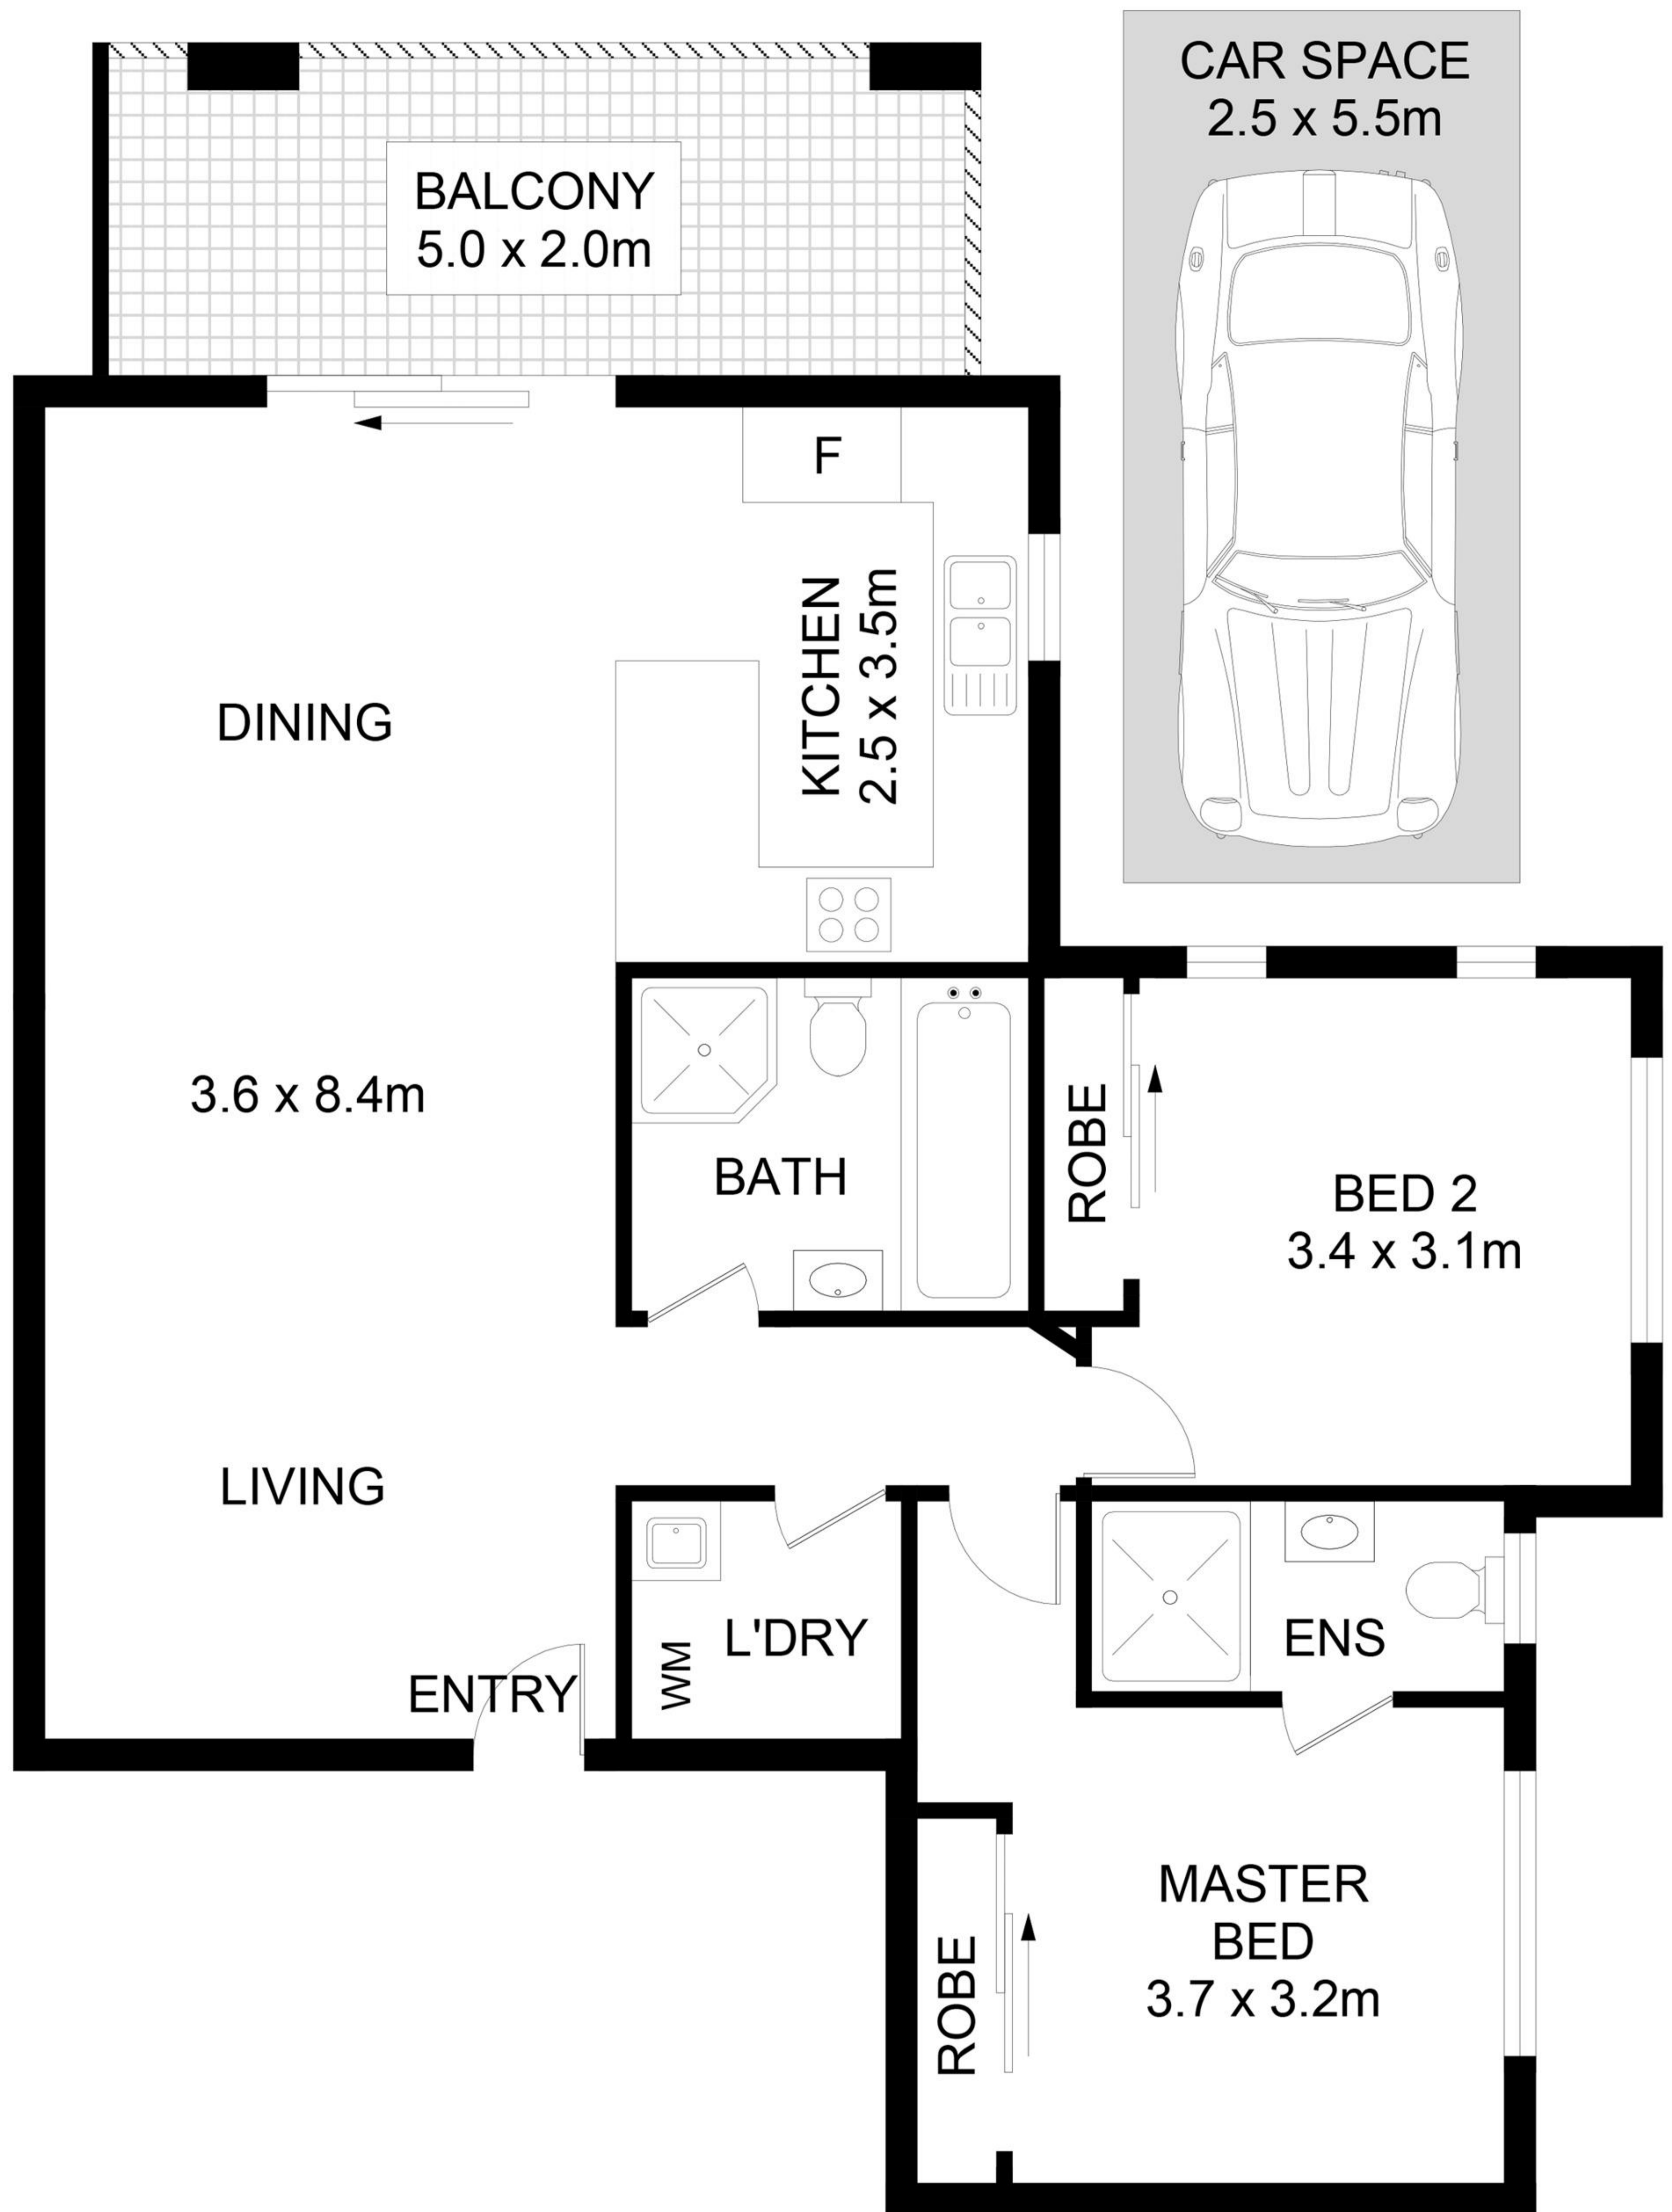 CAR SPACE
2.5 x 5.5m
BALCONY
5.0 x 2.0m
F
KITCHEN
2.5 x 3.5m
DINING
3.6 x 8.4m
BATH
ROBE
BED 2
3.4 x 3.1m
LIVING
L'DRY
WM
ENS
ENTRY
MASTER
BED
3.7 x 3.2m
ROBE